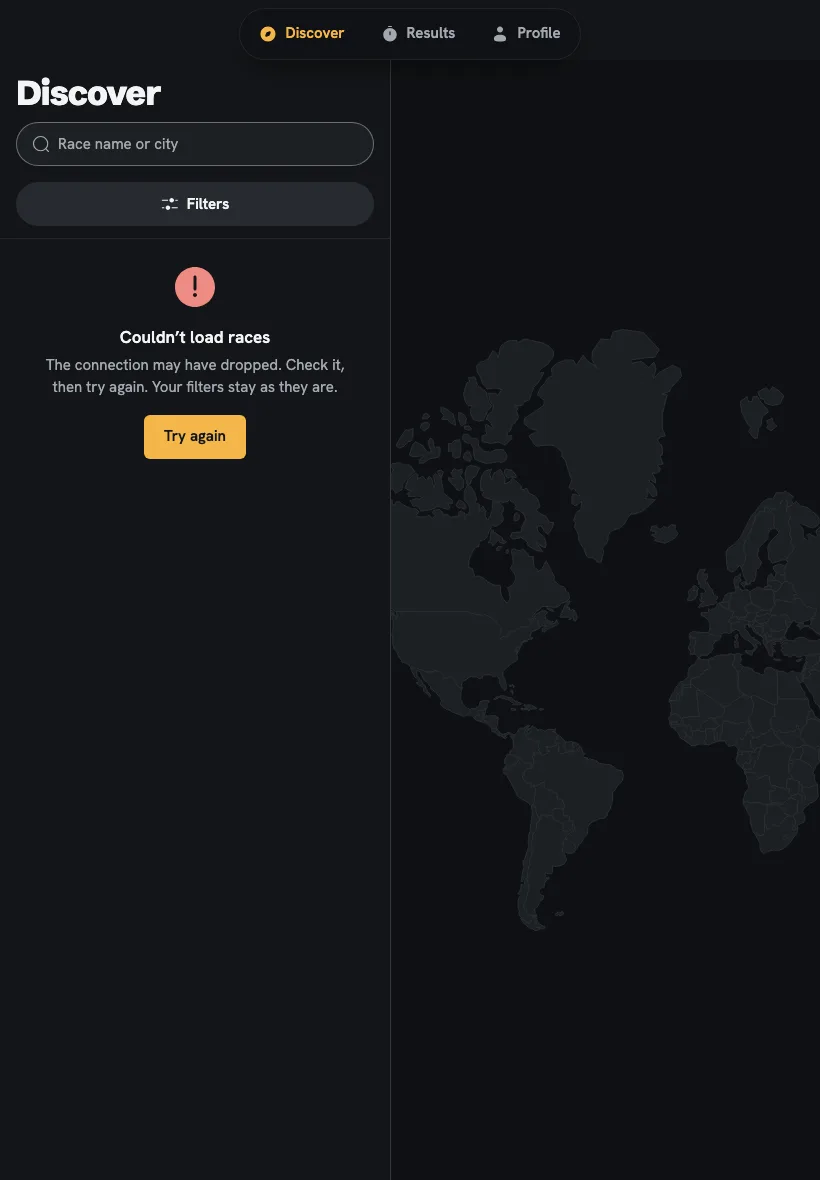 Discover
Results
Profile
Discover
Race name or city
Filters
Couldn’t load races
The connection may have dropped. Check it,
then try again. Your filters stay as they are.
Try again